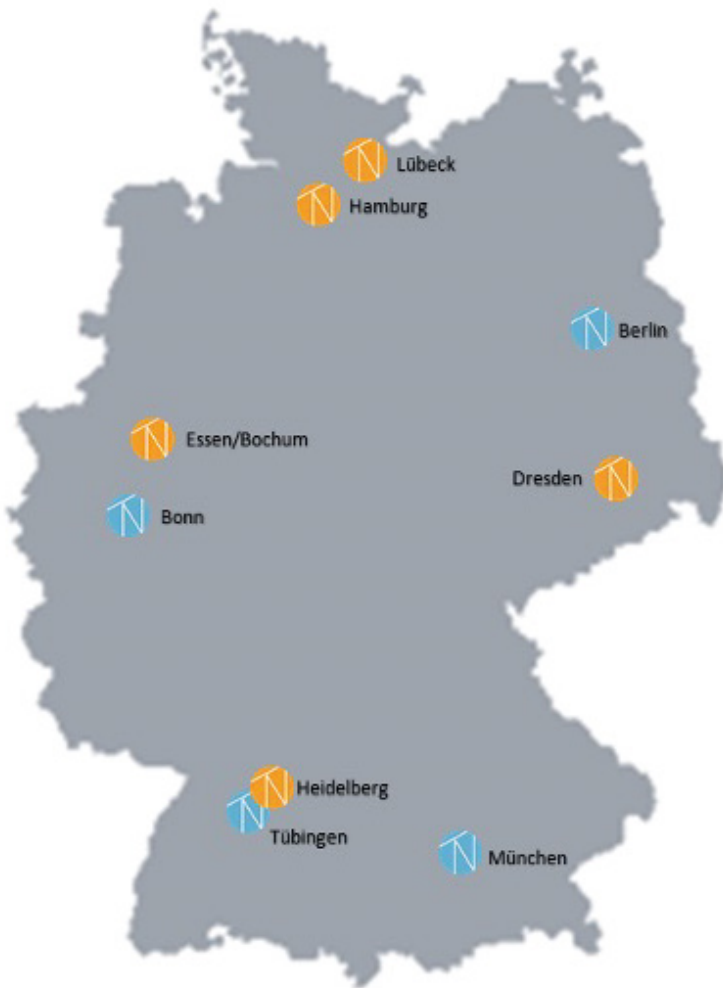 Lübeck
Hamburg
Berlin
Essen/Bochum
Dresden
Bonn
Heidelberg
Tübingen
München